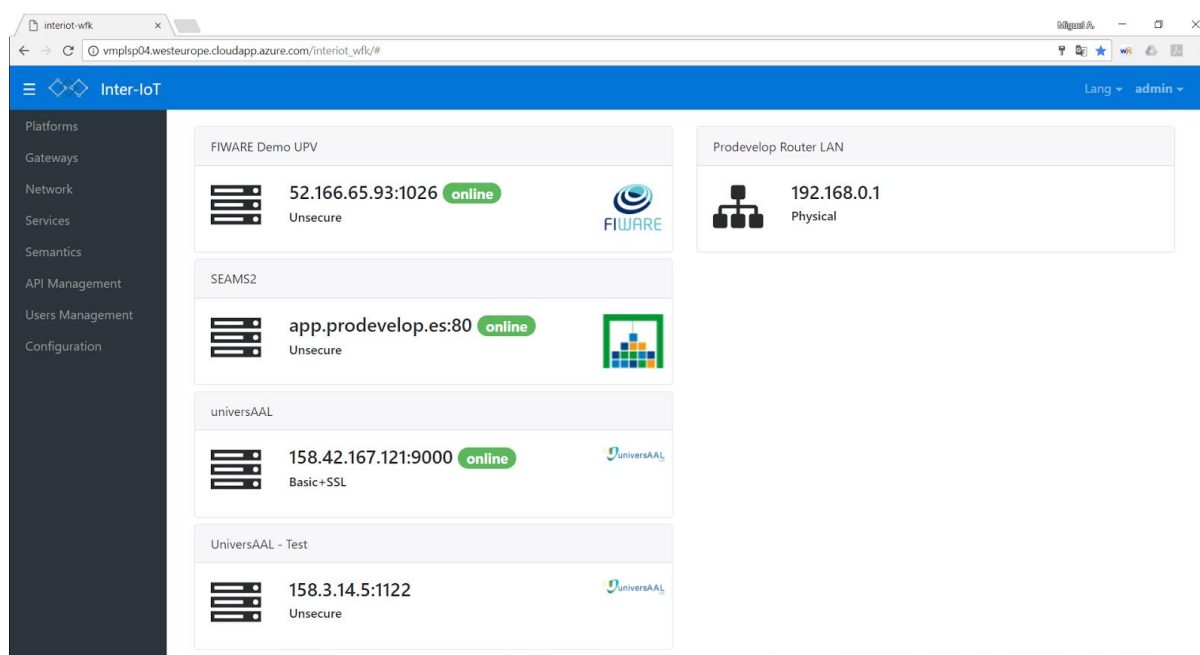 interiot-wfk
Miguel A.
vmplsp04.westeurope.cloudapp.azure.com/interiot_wfk/#
Inter-IoT
Lang admin
Platforms
Gateways
Network
Services
Semantics
API Management
Users Management
Configuration
FIWARE Demo UPV
52.166.65.93:1026 online
Unsecure
FIWARE
SEAMS2
app.prodevelop.es:80 online
Unsecure
universAAL
158.42.167.121:9000 online
Basic+SSL
universAAL
UniversAAL - Test
158.3.14.5:1122
Unsecure
universAAL
Prodevelop Router LAN
192.168.0.1
Physical